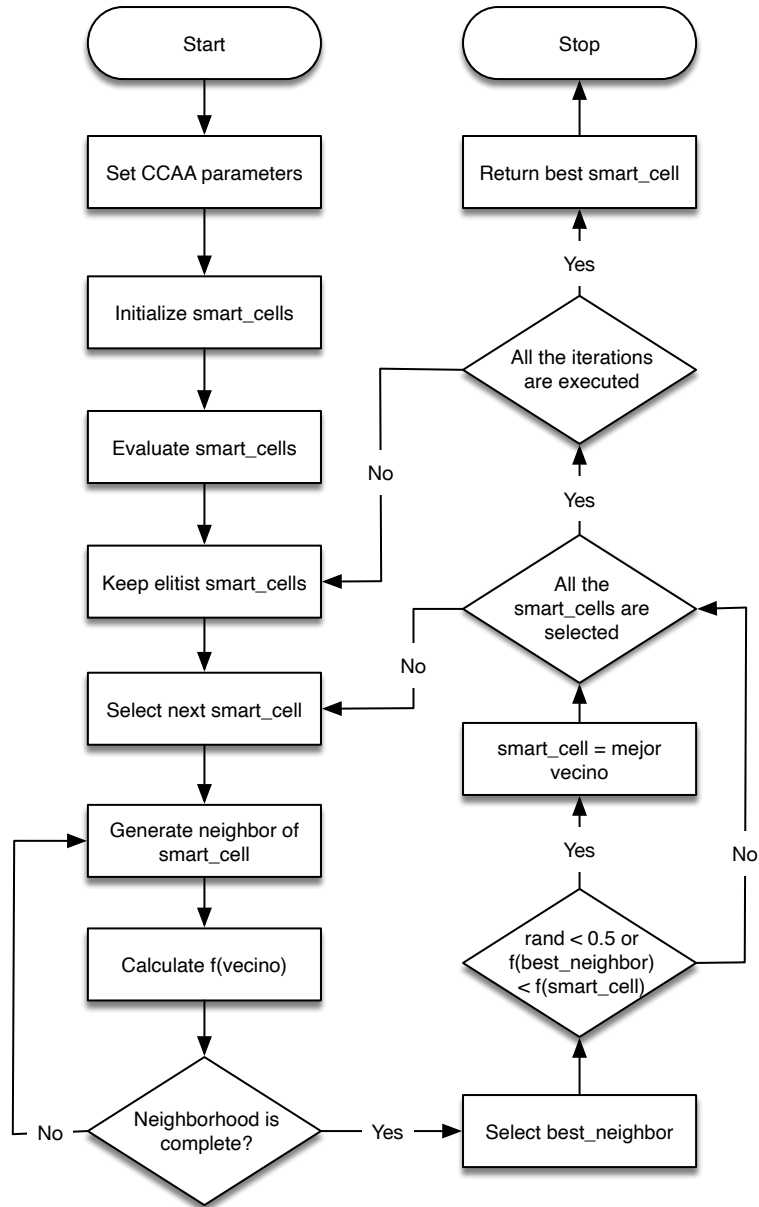 Start
Set CCAA parameters
Initialize smart_cells
Evaluate smart_cells
Keep elitist smart_cells
Select next smart_cell
Generate neighbor of
smart_cell
Calculate f(vecino)
Neighborhood is
complete?
No
Yes
Select best_neighbor
rand < 0.5 or
f(best_neighbor)
< f(smart_cell)
No
Yes
smart_cell = mejor
vecino
All the
smart_cells are
selected
No
Yes
All the iterations
are executed
No
Yes
Return best smart_cell
Stop